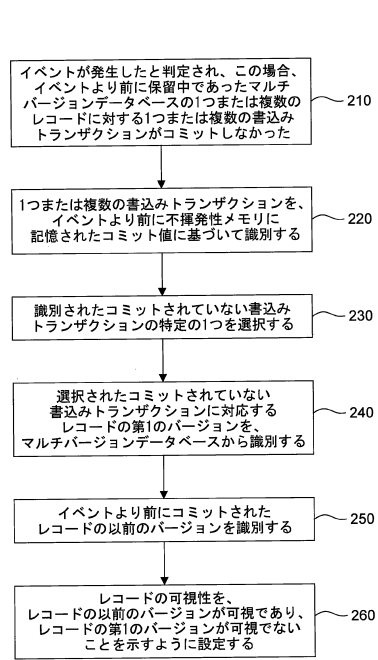 イベントが発生したと判定され、この場合、
イベントより前に保留中であったマルチ
バージョンデータベースの1つまたは複数の
レコードに対する1つまたは複数の書込み
トランザクションがコミットしなかった
210
1つまたは複数の書込みトランザクションを、
イベントより前に不揮発性メモリに
記憶されたコミット値に基づいて識別する
220
識別されたコミットされていない書込み
トランザクションの特定の1つを選択する
230
選択されたコミットされていない
書込みトランザクションに対応する
レコードの第1のバージョンを、
マルチバージョンデータベースから識別する
240
イベントより前にコミットされた
レコードの以前のバージョンを識別する
250
レコードの可視性を、
レコードの以前のバージョンが可視であり、
レコードの第1のバージョンが可視でない
ことを示すように設定する
260